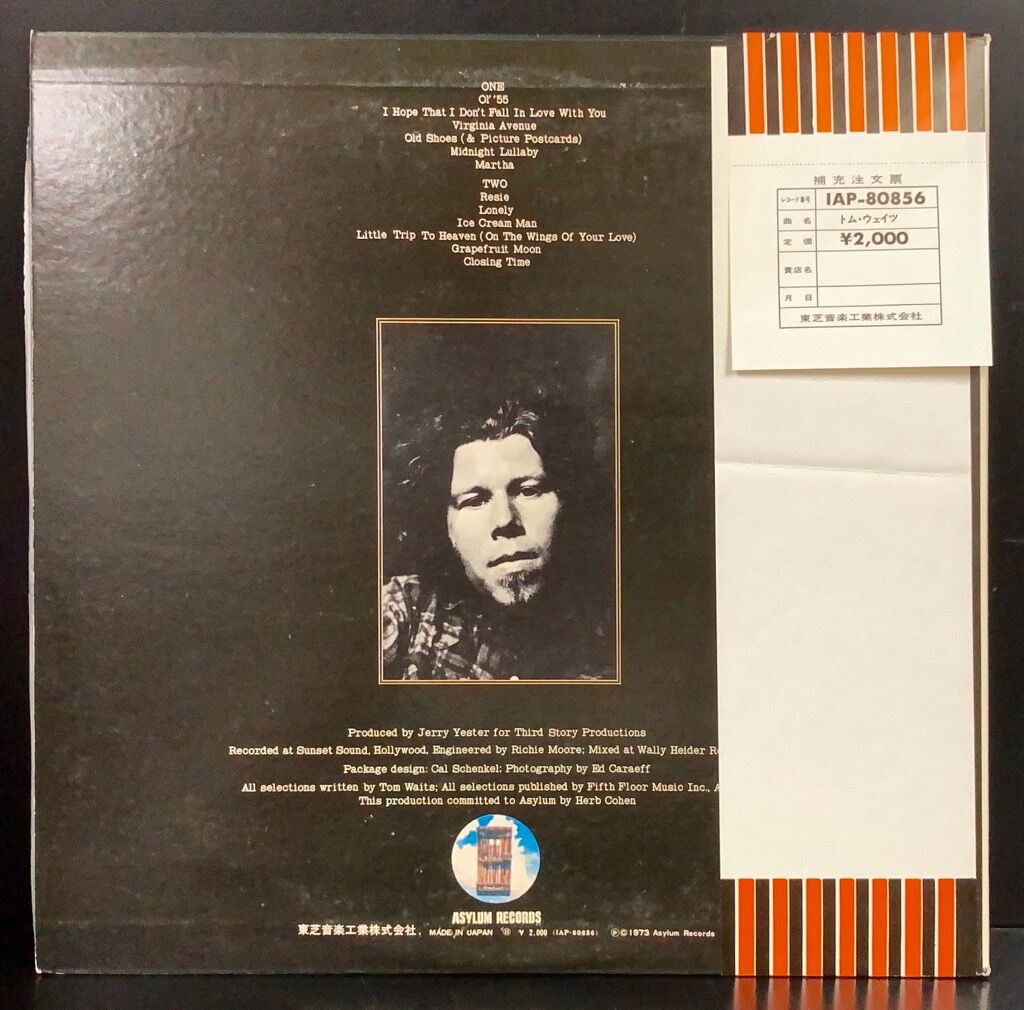 ONE
Ol' '55
I Hope That I Don't Fall In Love With You
Virginia Avenue
Old Shoes (& Picture Postcards)
Midnight Lullaby
Martha
TWO
Rosie
Lonely
Ice Cream Man
Little Trip To Heaven (On The Wings Of Your Love)
Grapefruit Moon
Closing Time
補充注文票
レコード番号 IAP-80856
曲名 トム・ウェイツ
定価 ¥2,000
貴店名
月日
東芝音楽工業株式会社
Produced by Jerry Yester for Third Story Productions
Recorded at Sunset Sound, Hollywood, Engineered by Richie Moore; Mixed at Wally Heider
Package design: Cal Schenkel; Photography by Ed Caraeff
All selections written by Tom Waits; All selections published by Fifth Floor Music Inc.,
This production committed to Asylum by Herb Cohen
ASYLUM RECORDS
東芝音楽工業株式会社. MADE IN JAPAN ¥ 2,000 (IAP-80856) ℗©1973 Asylum Records